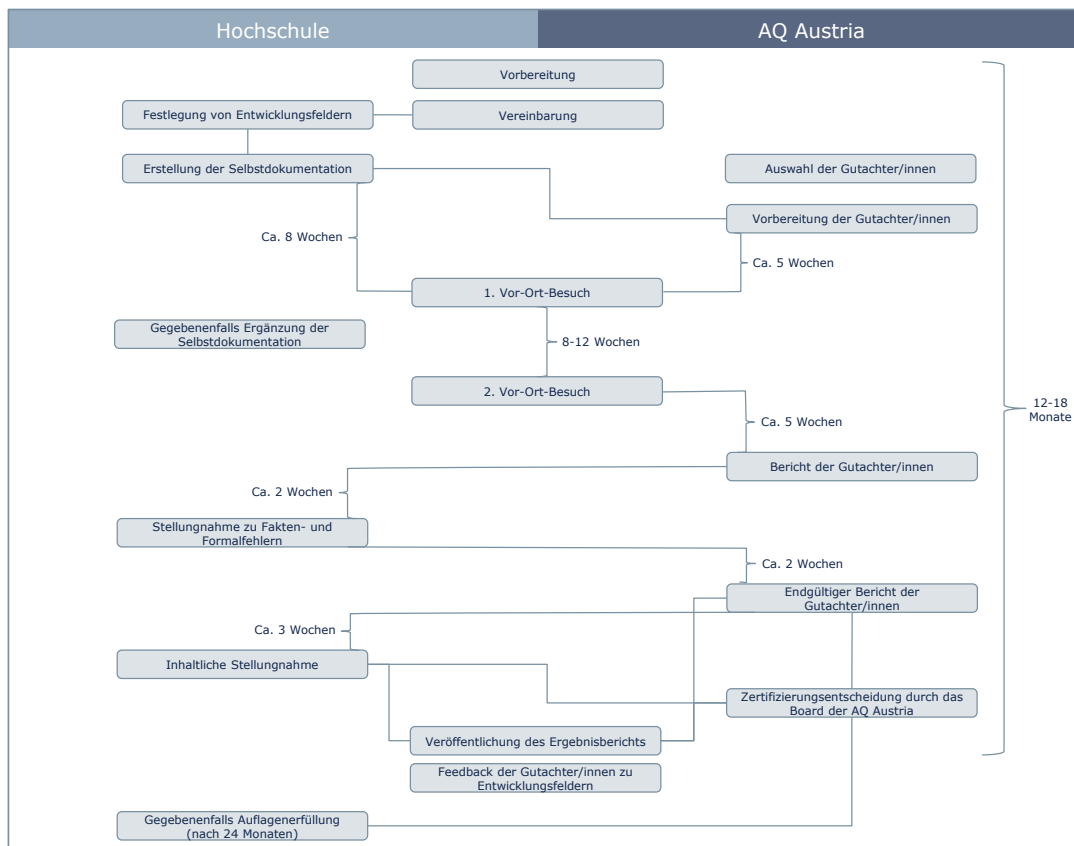 Hochschule
AQ Austria
Vorbereitung
Festlegung von Entwicklungsfeldern
Vereinbarung
Erstellung der Selbstdokumentation
Auswahl der Gutachter/innen
Vorbereitung der Gutachter/innen
Ca. 8 Wochen
Ca. 5 Wochen
1. Vor-Ort-Besuch
Gegebenenfalls Ergänzung der
Selbstdokumentation
8-12 Wochen
2. Vor-Ort-Besuch
12-18
Monate
Ca. 5 Wochen
Bericht der Gutachter/innen
Ca. 2 Wochen
Stellungnahme zu Fakten- und
Formalfehlern
Ca. 2 Wochen
Endgültiger Bericht der
Gutachter/innen
Ca. 3 Wochen
Inhaltliche Stellungnahme
Zertifizierungsentscheidung durch das
Board der AQ Austria
Veröffentlichung des Ergebnisberichts
Feedback der Gutachter/innen zu
Entwicklungsfeldern
Gegebenenfalls Auflagenerfüllung
(nach 24 Monaten)